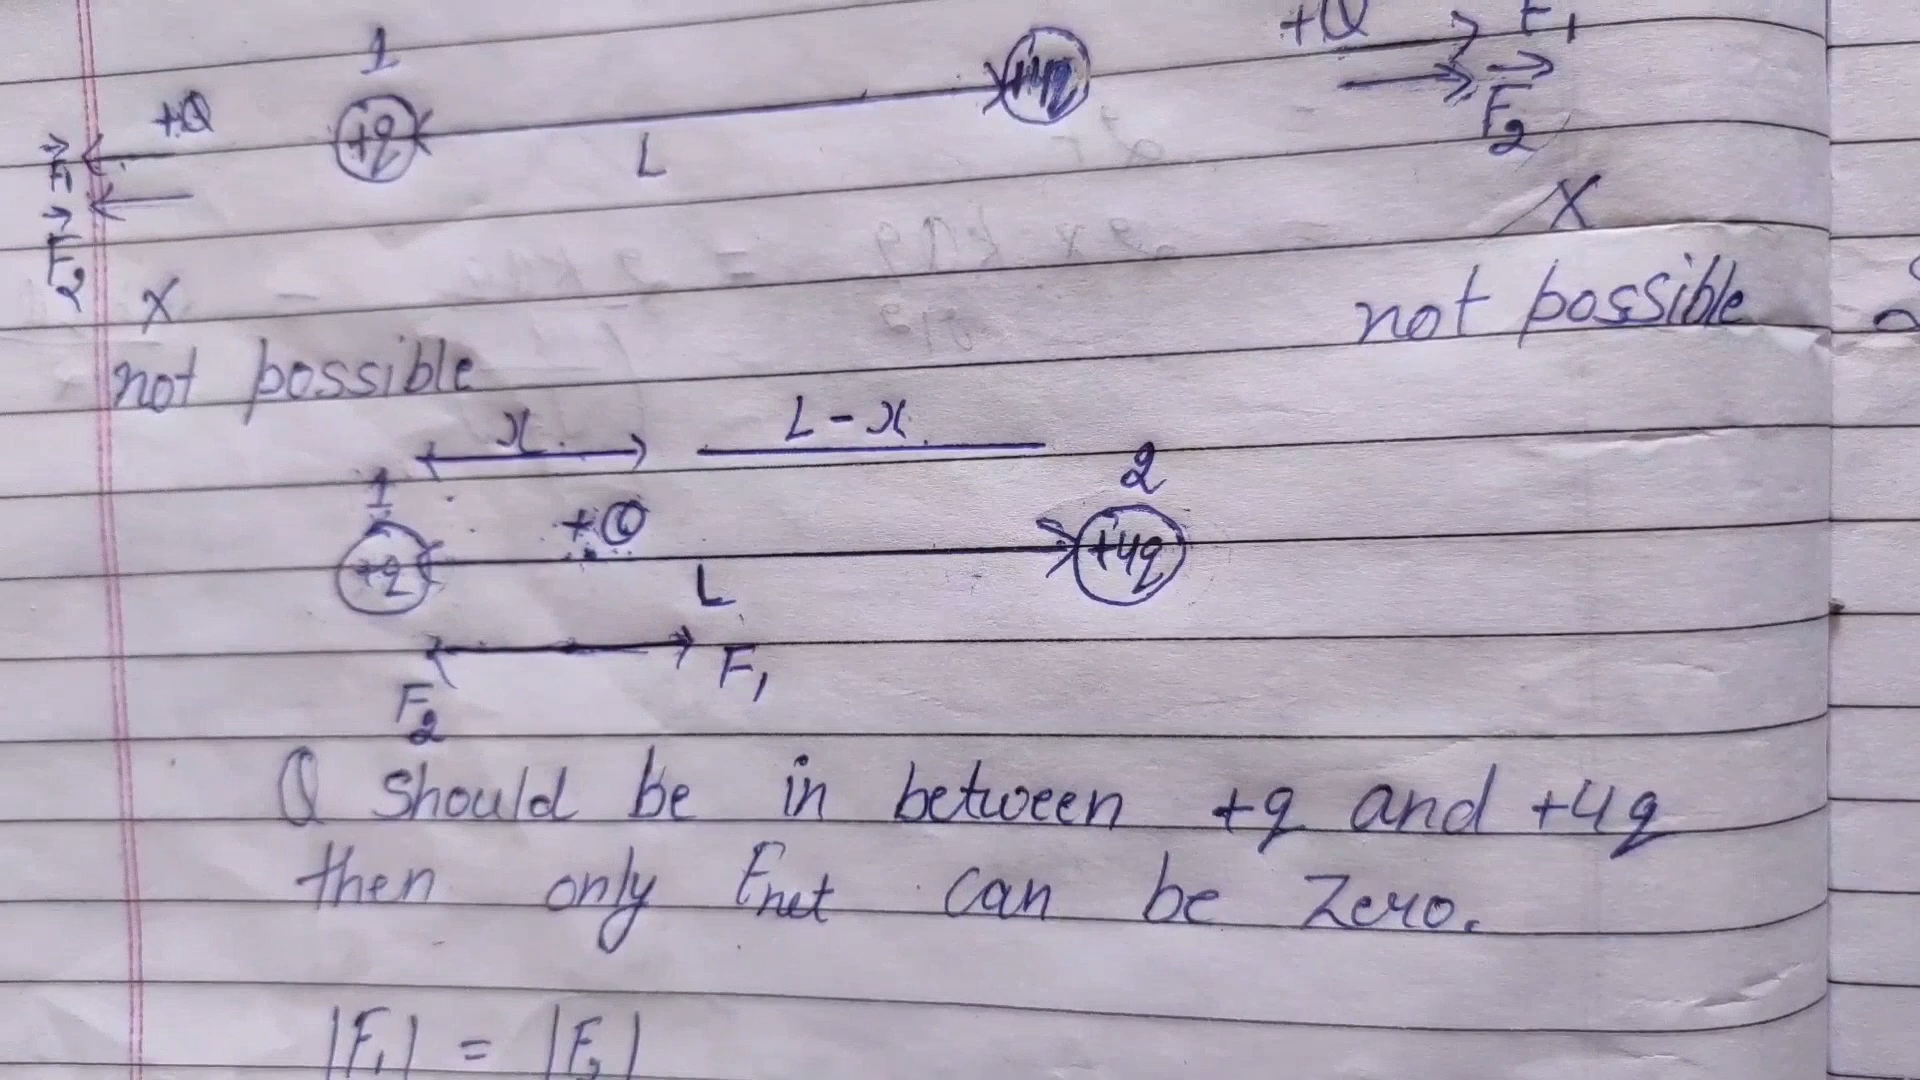 1
+Q +q L +4q +Q F₁
F₁ F₂
F₂ X
X not possible
not possible
x L-x
1 2
+q +Q L +4q
F₂ F₁
Q should be in between +q and +4q
then only Fnet can be zero.
|F₁| = |F₂|